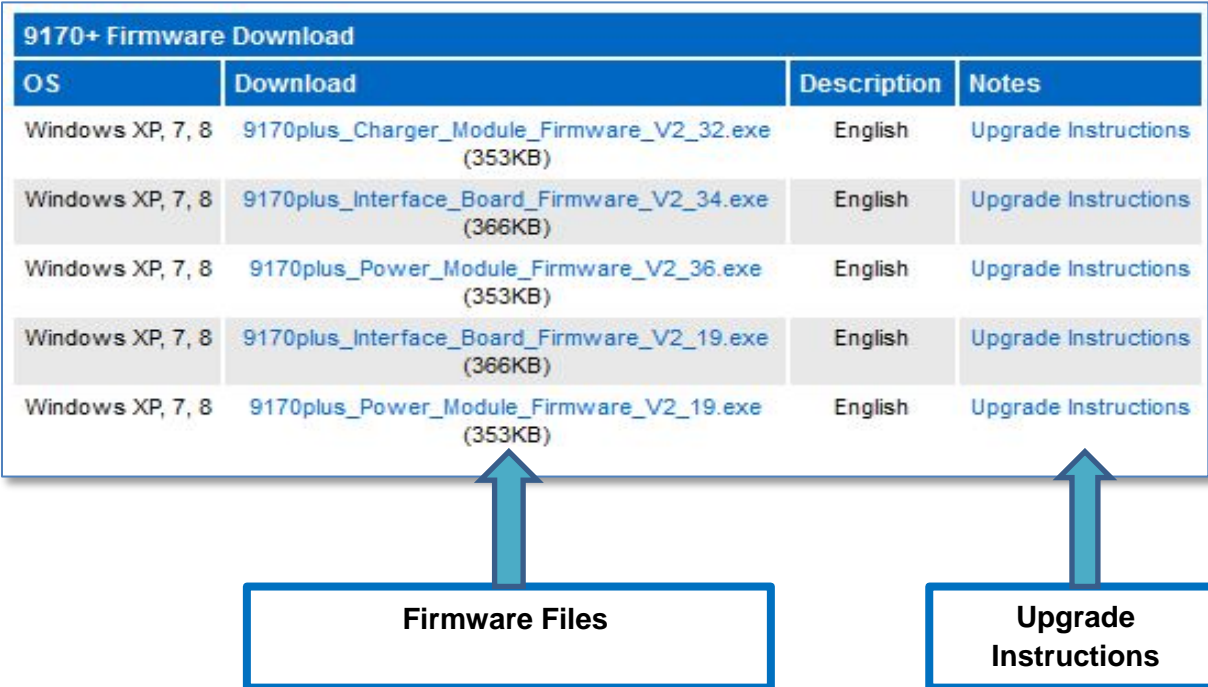 9170+ Firmware Download
OS Download Description Notes
Windows XP, 7, 8 9170plus_Charger_Module_Firmware_V2_32.exe English Upgrade Instructions
(353KB)
Windows XP, 7, 8 9170plus_Interface_Board_Firmware_V2_34.exe English Upgrade Instructions
(366KB)
Windows XP, 7, 8 9170plus_Power_Module_Firmware_V2_36.exe English Upgrade Instructions
(353KB)
Windows XP, 7, 8 9170plus_Interface_Board_Firmware_V2_19.exe English Upgrade Instructions
(366KB)
Windows XP, 7, 8 9170plus_Power_Module_Firmware_V2_19.exe English Upgrade Instructions
(353KB)
Firmware Files
Upgrade
Instructions